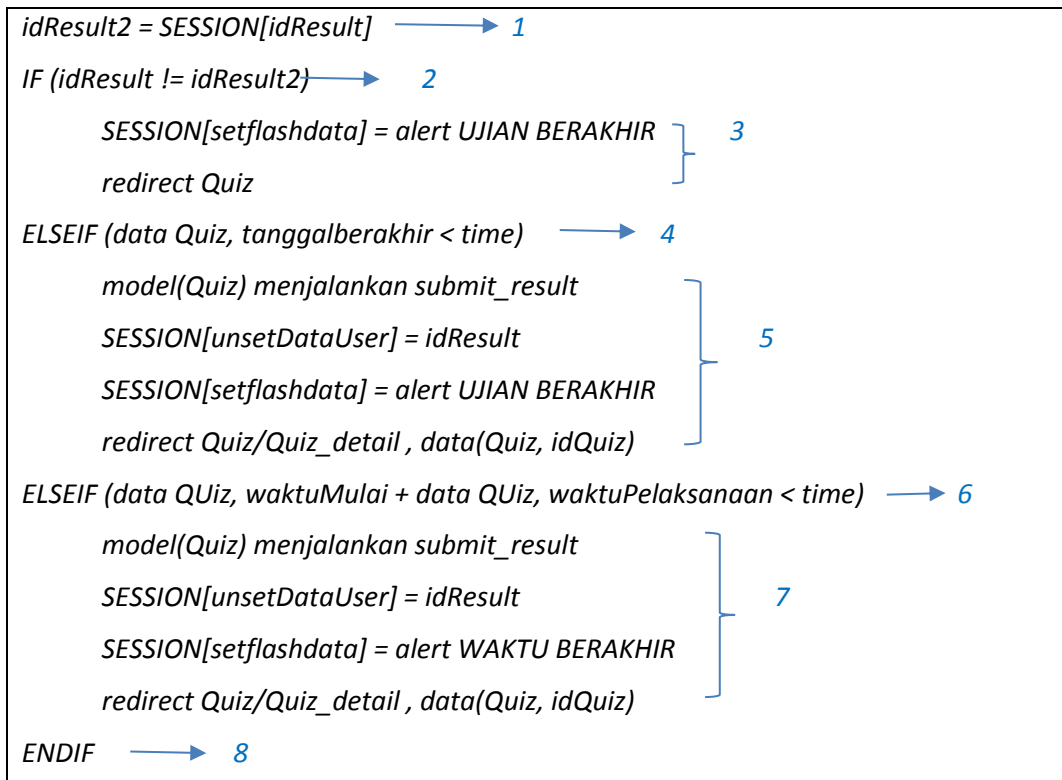 idResult2 = SESSION[idResult] 1
IF (idResult != idResult2) 2
SESSION[setflashdata] = alert UJIAN BERAKHIR 3
redirect Quiz
ELSEIF (data Quiz, tanggalberakhir < time) 4
model(Quiz) menjalankan submit_result
SESSION[unsetDataUser] = idResult 5
SESSION[setflashdata] = alert UJIAN BERAKHIR
redirect Quiz/Quiz_detail , data(Quiz, idQuiz)
ELSEIF (data QUiz, waktuMulai + data QUiz, waktuPelaksanaan < time) 6
model(Quiz) menjalankan submit_result
SESSION[unsetDataUser] = idResult 7
SESSION[setflashdata] = alert WAKTU BERAKHIR
redirect Quiz/Quiz_detail , data(Quiz, idQuiz)
ENDIF 8